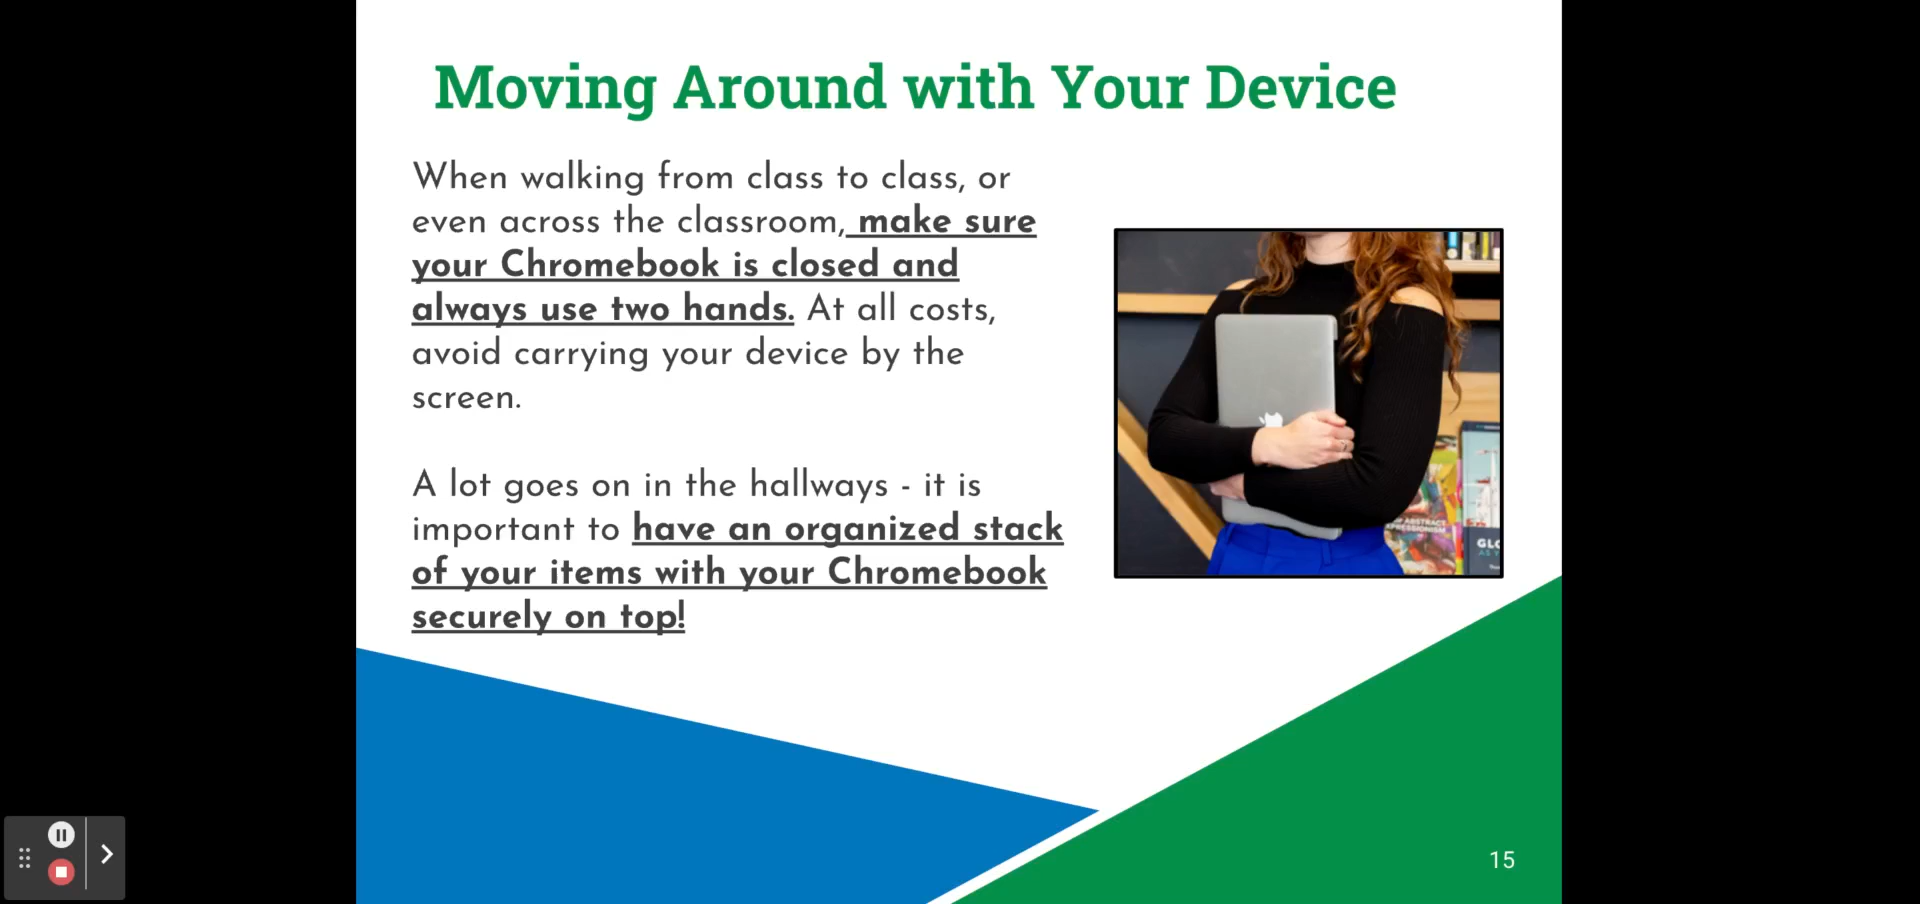 Moving Around with Your Device
When walking from class to class, or
even across the classroom, make sure
your Chromebook is closed and
always use two hands. At all costs,
avoid carrying your device by the
screen.
A lot goes on in the hallways - it is
important to have an organized stack
of your items with your Chromebook
securely on top!
ABSTRACT
EXPRESSIONISM
15